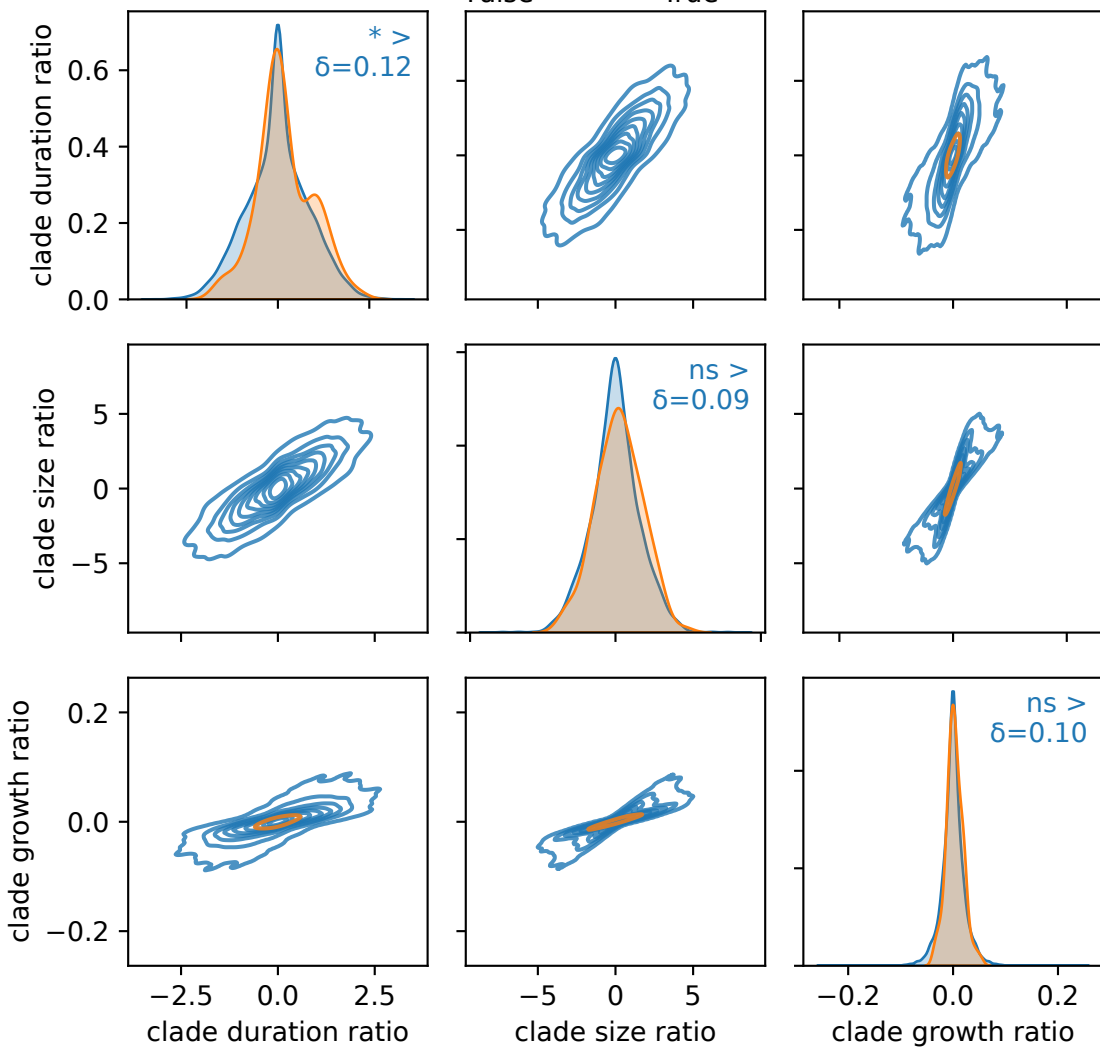 clade duration ratio
0.6
0.4
0.2
0.0
* >
δ=0.12
clade size ratio
5
0
−5
ns >
δ=0.09
clade growth ratio
0.2
0.0
−0.2
ns >
δ=0.10
−2.5 0.0 2.5
−5 0 5
−0.2 0.0 0.2
clade duration ratio
clade size ratio
clade growth ratio